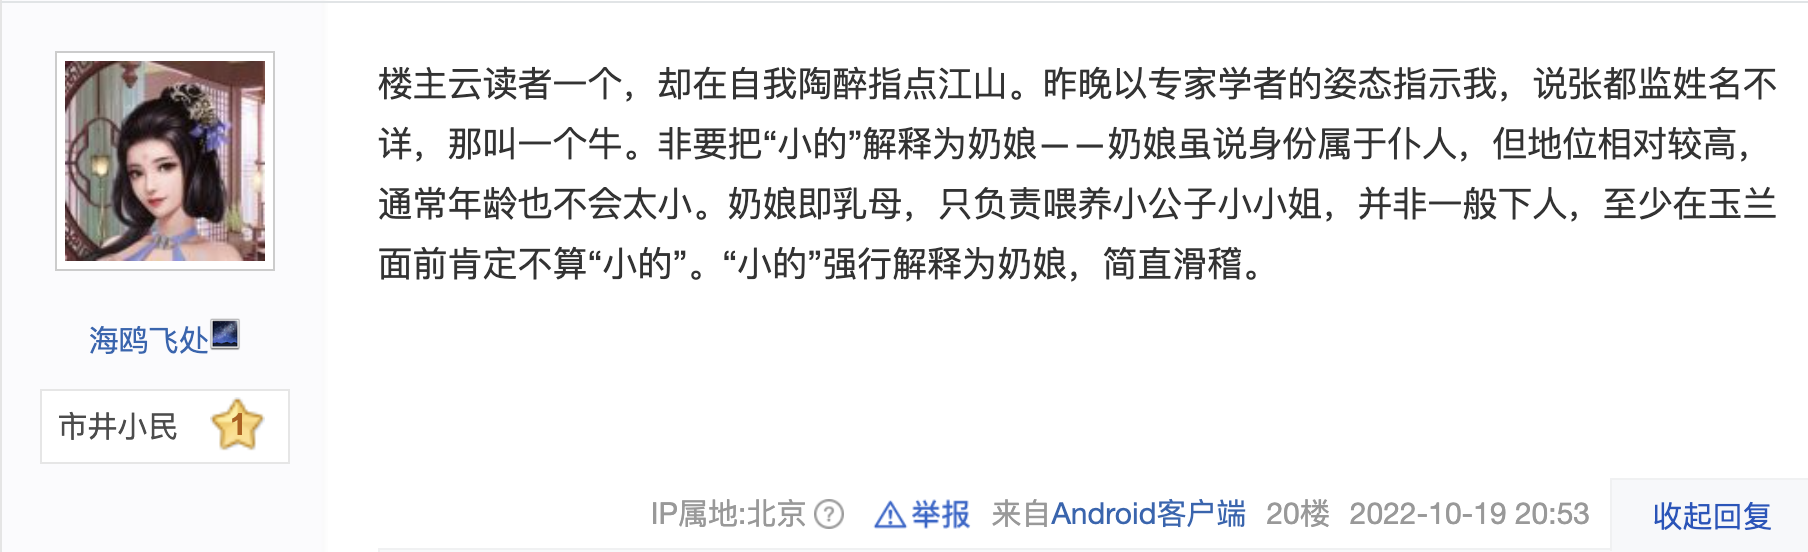 楼主云读者一个，却在自我陶醉指点江山。昨晚以专家学者的姿态指示我，说张都监姓名不
详，那叫一个牛。非要把“小的”解释为奶娘——奶娘虽说身份属于仆人，但地位相对较高，
通常年龄也不会太小。奶娘即乳母，只负责喂养小公子小小姐，并非一般下人，至少在玉兰
面前肯定不算“小的”。“小的”强行解释为奶娘，简直滑稽。
海鸥飞处
市井小民 1
IP属地:北京 ? 举报 来自Android客户端 20楼 2022-10-19 20:53 收起回复